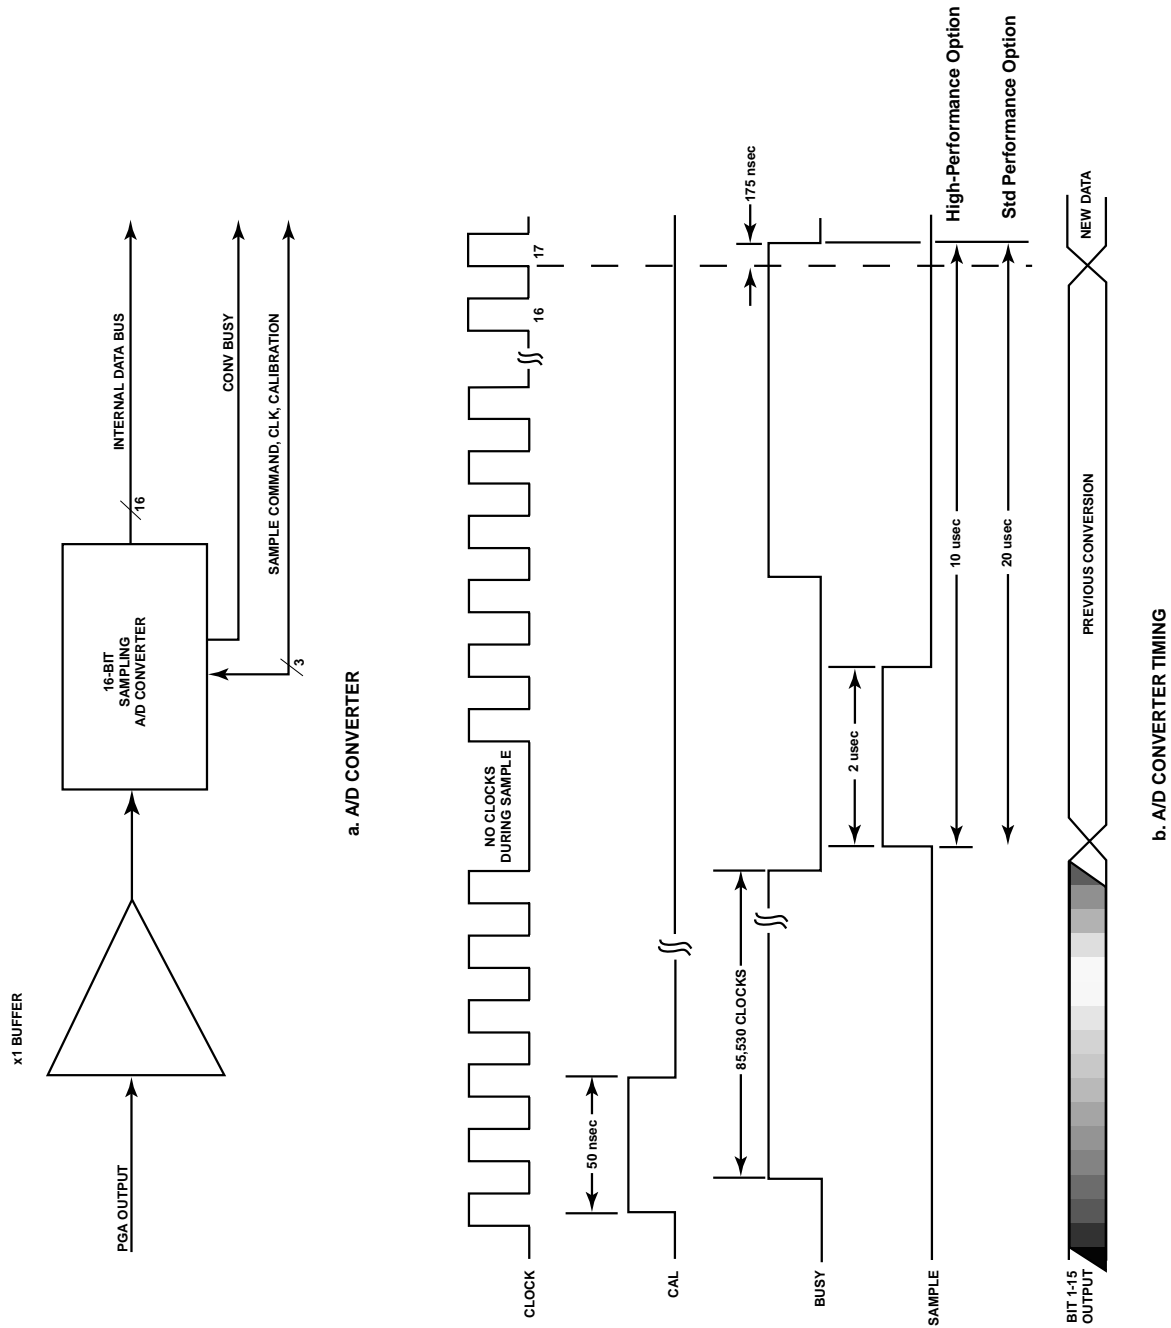 x1 BUFFER
PGA OUTPUT
16-BIT
SAMPLING
A/D CONVERTER
16
INTERNAL DATA BUS
CONV BUSY
3
SAMPLE COMMAND, CLK, CALIBRATION
a. A/D CONVERTER
CLOCK
NO CLOCKS
DURING SAMPLE
16
17
CAL
50 nsec
BUSY
85,530 CLOCKS
175 nsec
SAMPLE
2 usec
10 usec
High-Performance Option
20 usec
Std Performance Option
BIT 1-15
OUTPUT
PREVIOUS CONVERSION
NEW DATA
b. A/D CONVERTER TIMING